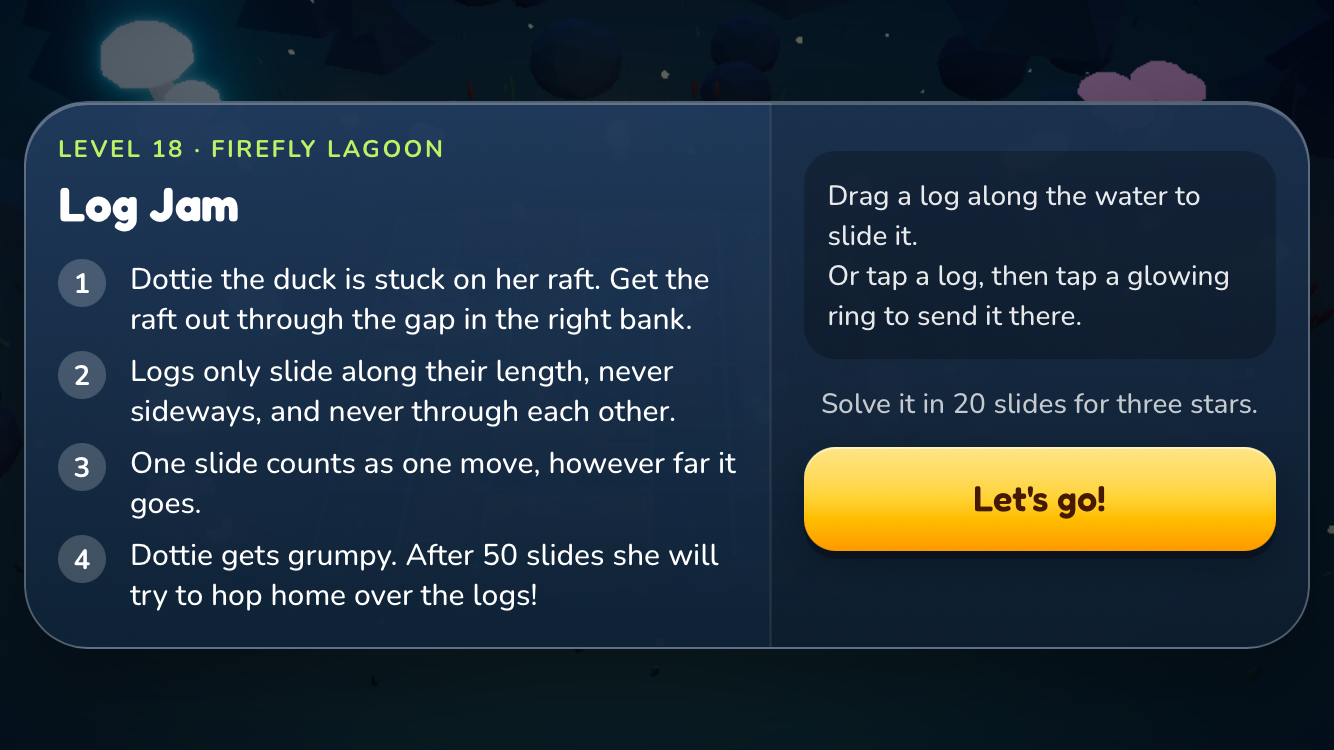 LEVEL 18 · FIREFLY LAGOON
Log Jam
1
Dottie the duck is stuck on her raft. Get the
raft out through the gap in the right bank.
2
Logs only slide along their length, never
sideways, and never through each other.
3
One slide counts as one move, however far it
goes.
4
Dottie gets grumpy. After 50 slides she will
try to hop home over the logs!
Drag a log along the water to
slide it.
Or tap a log, then tap a glowing
ring to send it there.
Solve it in 20 slides for three stars.
Let's go!